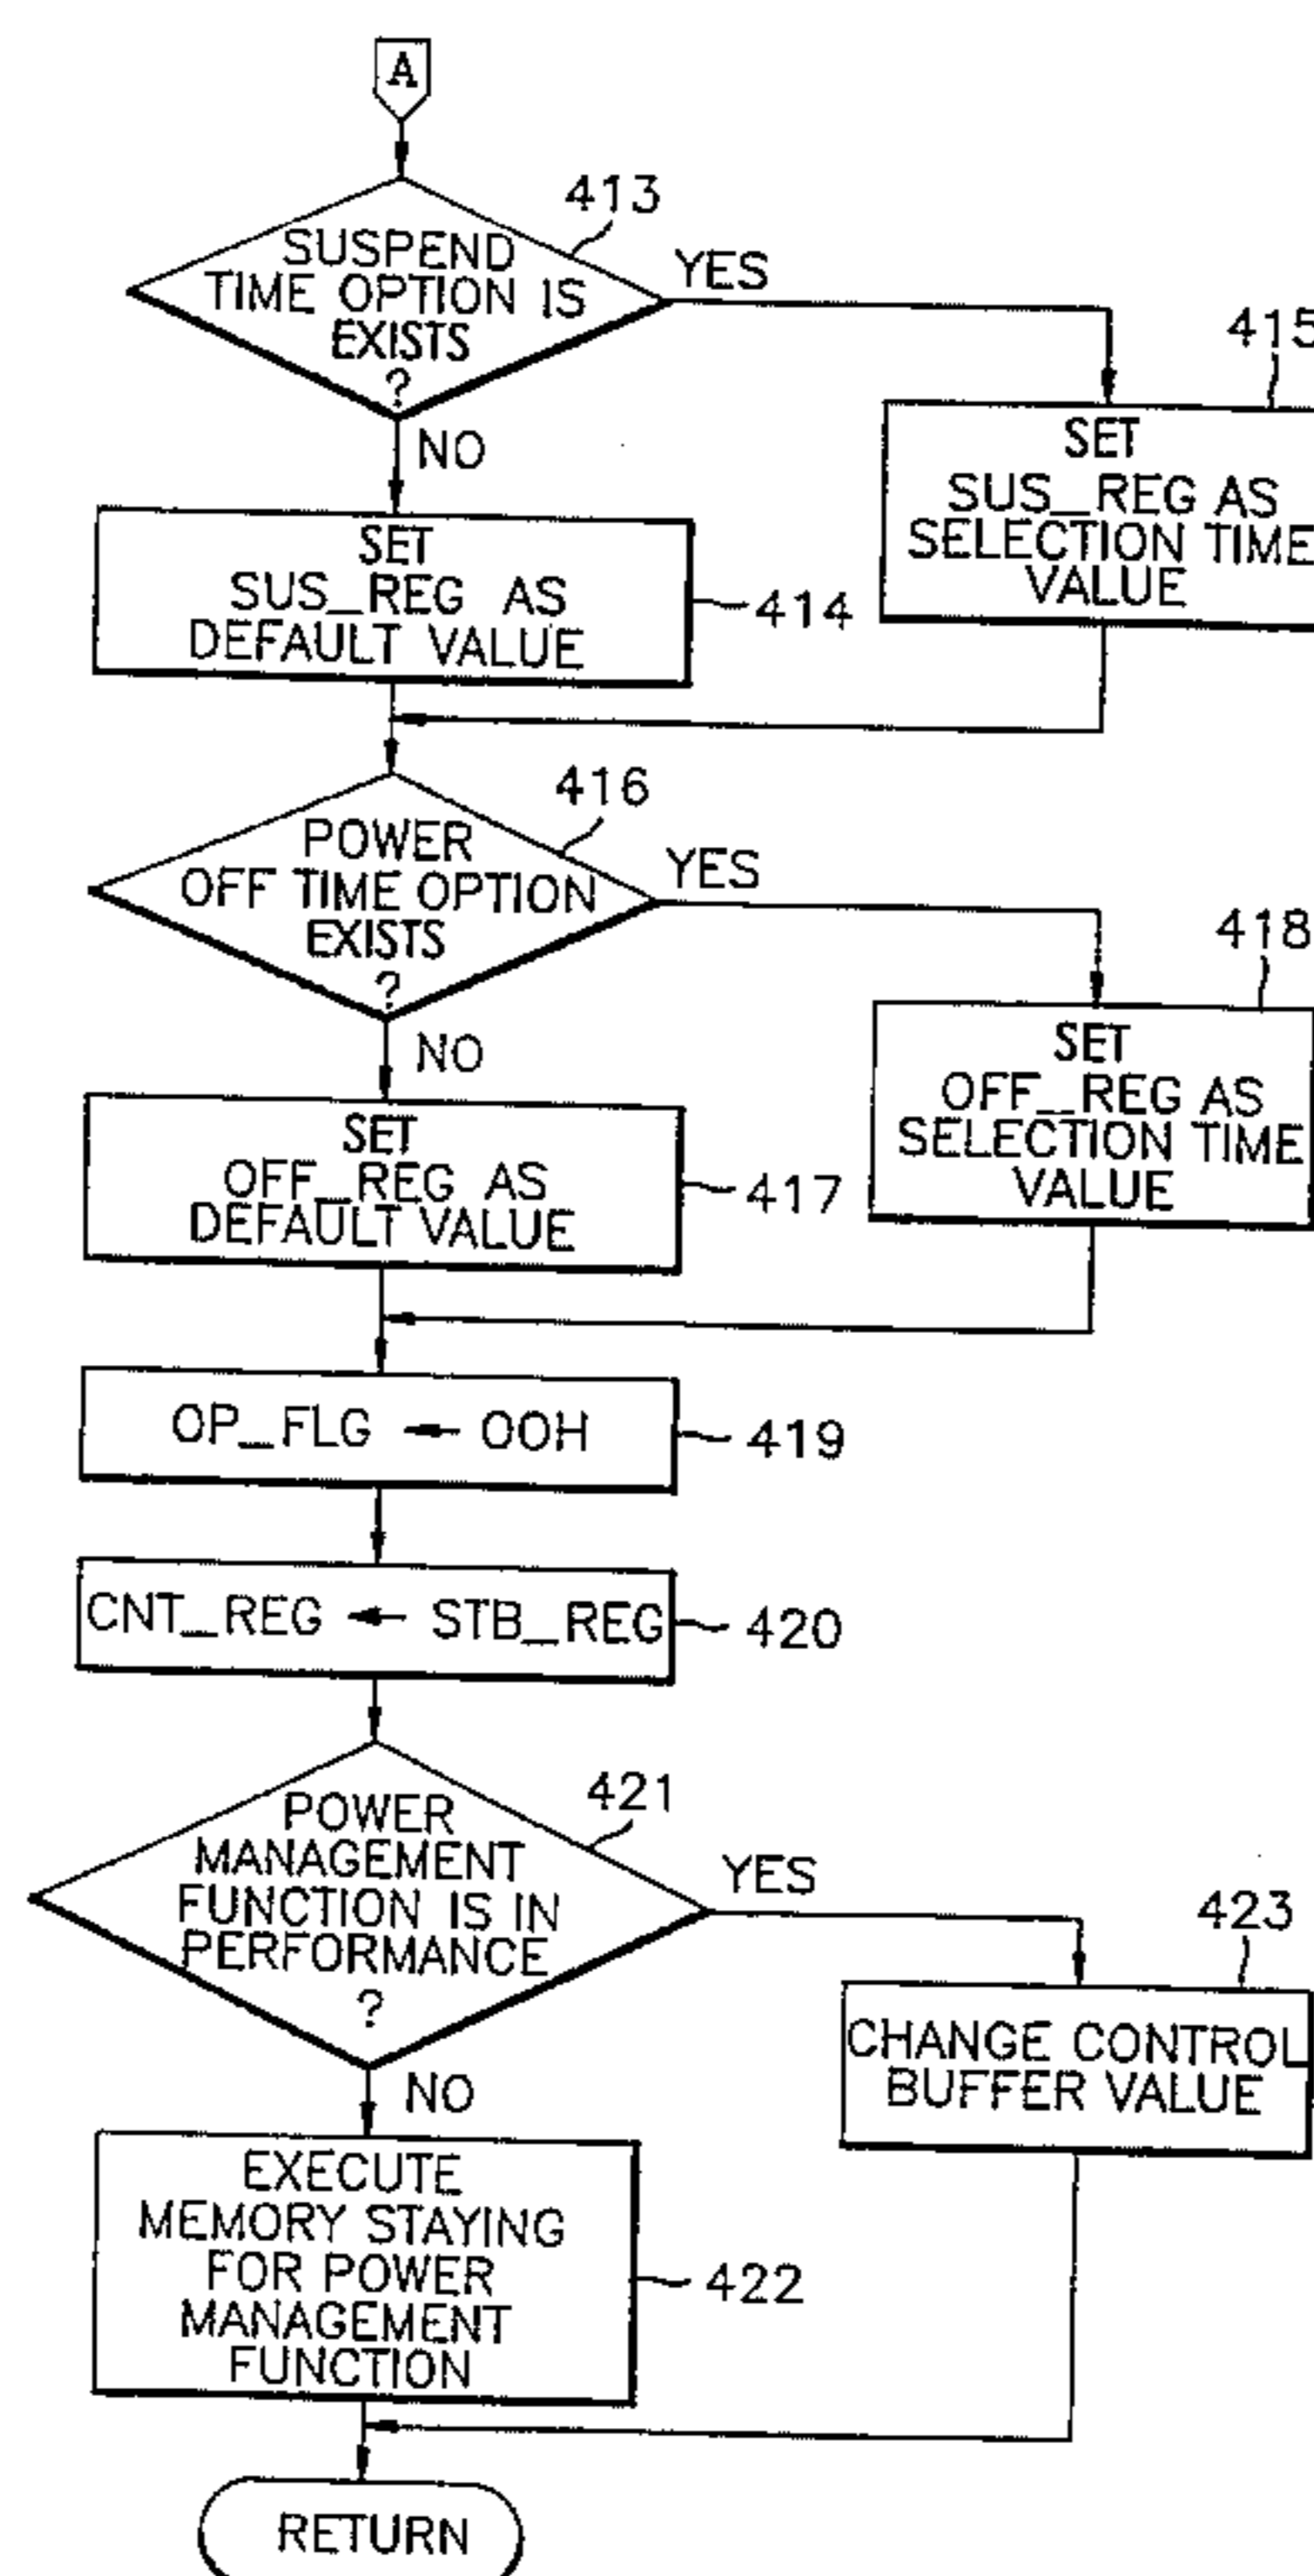 A
413
SUSPEND
TIME OPTION IS
EXISTS
?
YES
NO
415
SET
SUS_REG AS
SELECTION TIME
VALUE
SET
SUS_REG AS
DEFAULT VALUE
414
416
POWER
OFF TIME OPTION
EXISTS
?
YES
NO
418
SET
OFF_REG AS
SELECTION TIME
VALUE
SET
OFF_REG AS
DEFAULT VALUE
417
OP_FLG ← OOH
419
CNT_REG ← STB_REG
420
421
POWER
MANAGEMENT
FUNCTION IS IN
PERFORMANCE
?
YES
NO
423
CHANGE CONTROL
BUFFER VALUE
EXECUTE
MEMORY STAYING
FOR POWER
MANAGEMENT
FUNCTION
422
RETURN